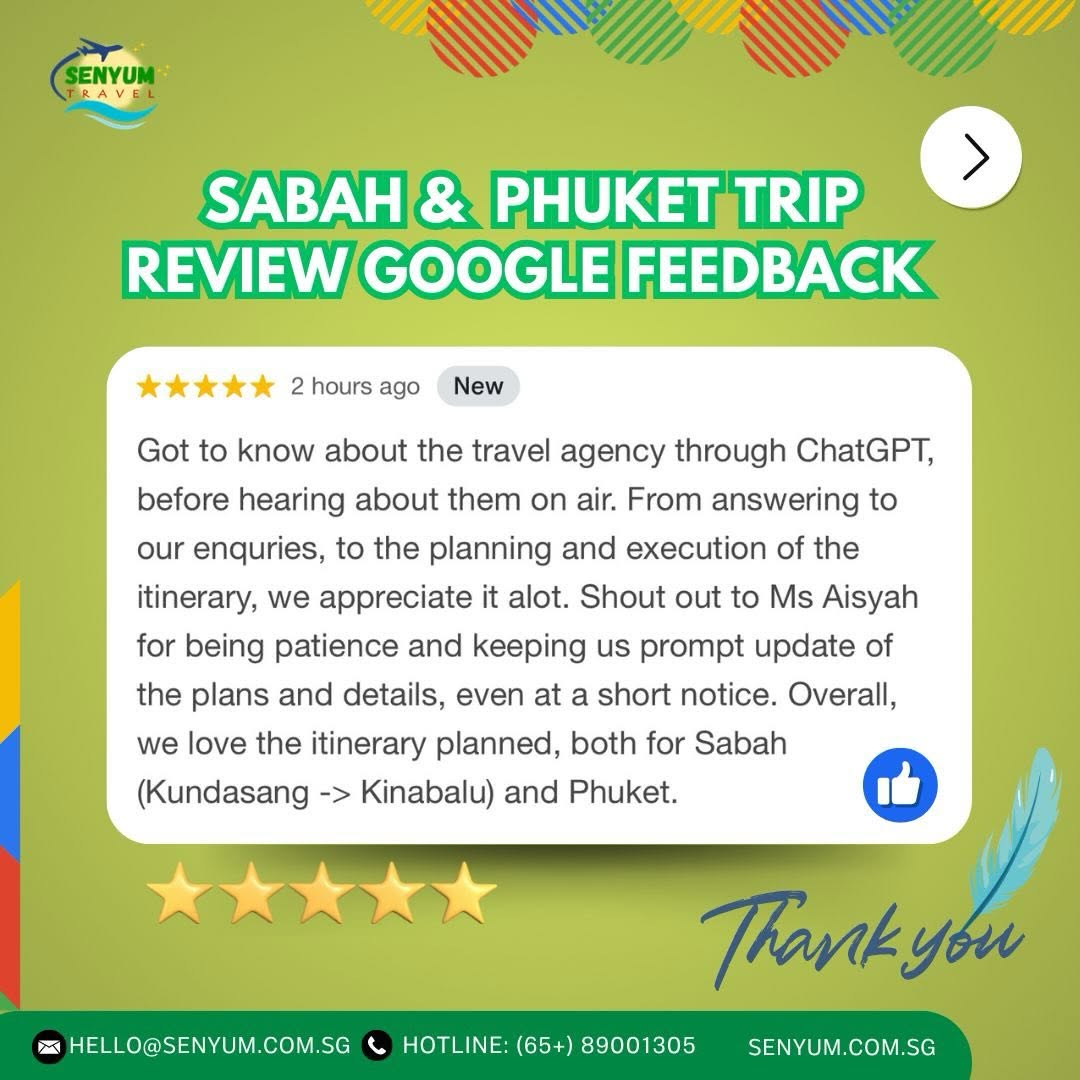 SENYUM
TRAVEL
SABAH & PHUKET TRIP
REVIEW GOOGLE FEEDBACK
2 hours ago New
Got to know about the travel agency through ChatGPT,
before hearing about them on air. From answering to
our enquries, to the planning and execution of the
itinerary, we appreciate it alot. Shout out to Ms Aisyah
for being patience and keeping us prompt update of
the plans and details, even at a short notice. Overall,
we love the itinerary planned, both for Sabah
(Kundasang -> Kinabalu) and Phuket.
Thank you
HELLO@SENYUM.COM.SG HOTLINE: (65+) 89001305 SENYUM.COM.SG